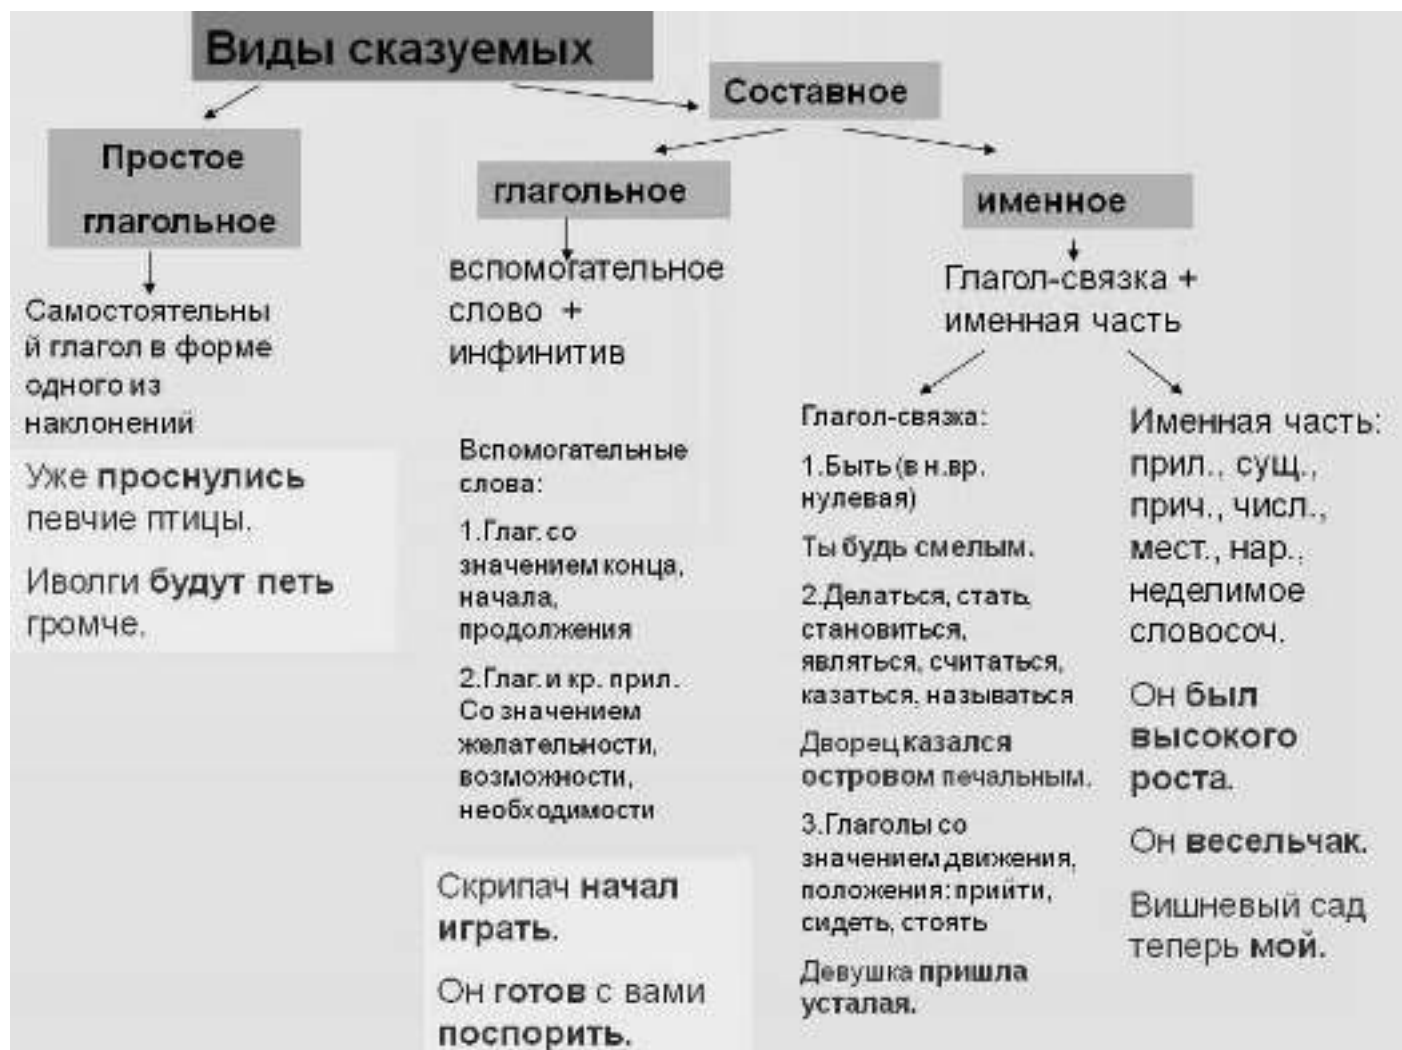 Виды сказуемых
Простое
глагольное
Самостоятельны
й глагол в форме
одного из
наклонений
Уже проснулись
певчие птицы.
Иволги будут петь
громче.
Составное
глагольное
вспомогательное
слово +
инфинитив
Вспомогательные
слова:
1.Глаг. со
значением конца,
начала,
продолжения
2.Глаг. и кр. прил.
Со значением
желательности,
возможности,
необходимости
Скрипач начал
играть.
Он готов с вами
поспорить.
именное
Глагол-связка +
именная часть
Глагол-связка:
1.Быть (в н.вр.
нулевая)
Ты будь смелым.
2.Делаться, стать,
становиться,
являться, считаться,
казаться, называться
Дворец казался
островом печальным.
3.Глаголы со
значением движения,
положения: прийти,
сидеть, стоять
Девушка пришла
усталая.
Именная часть:
прил., сущ.,
прич., числ.,
мест., нар.,
неделимое
словосоч.
Он был
высокого
роста.
Он весельчак.
Вишневый сад
теперь мой.